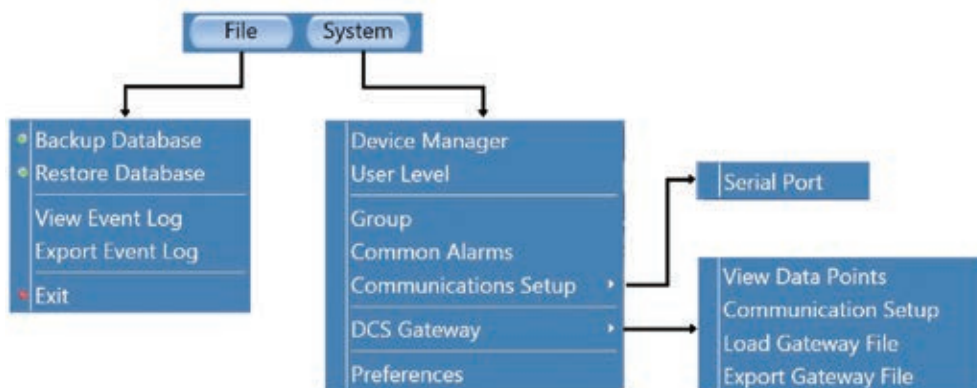 File
System
Backup Database
Restore Database
View Event Log
Export Event Log
Exit
Device Manager
User Level
Group
Common Alarms
Communications Setup
DCS Gateway
Preferences
Serial Port
View Data Points
Communication Setup
Load Gateway File
Export Gateway File